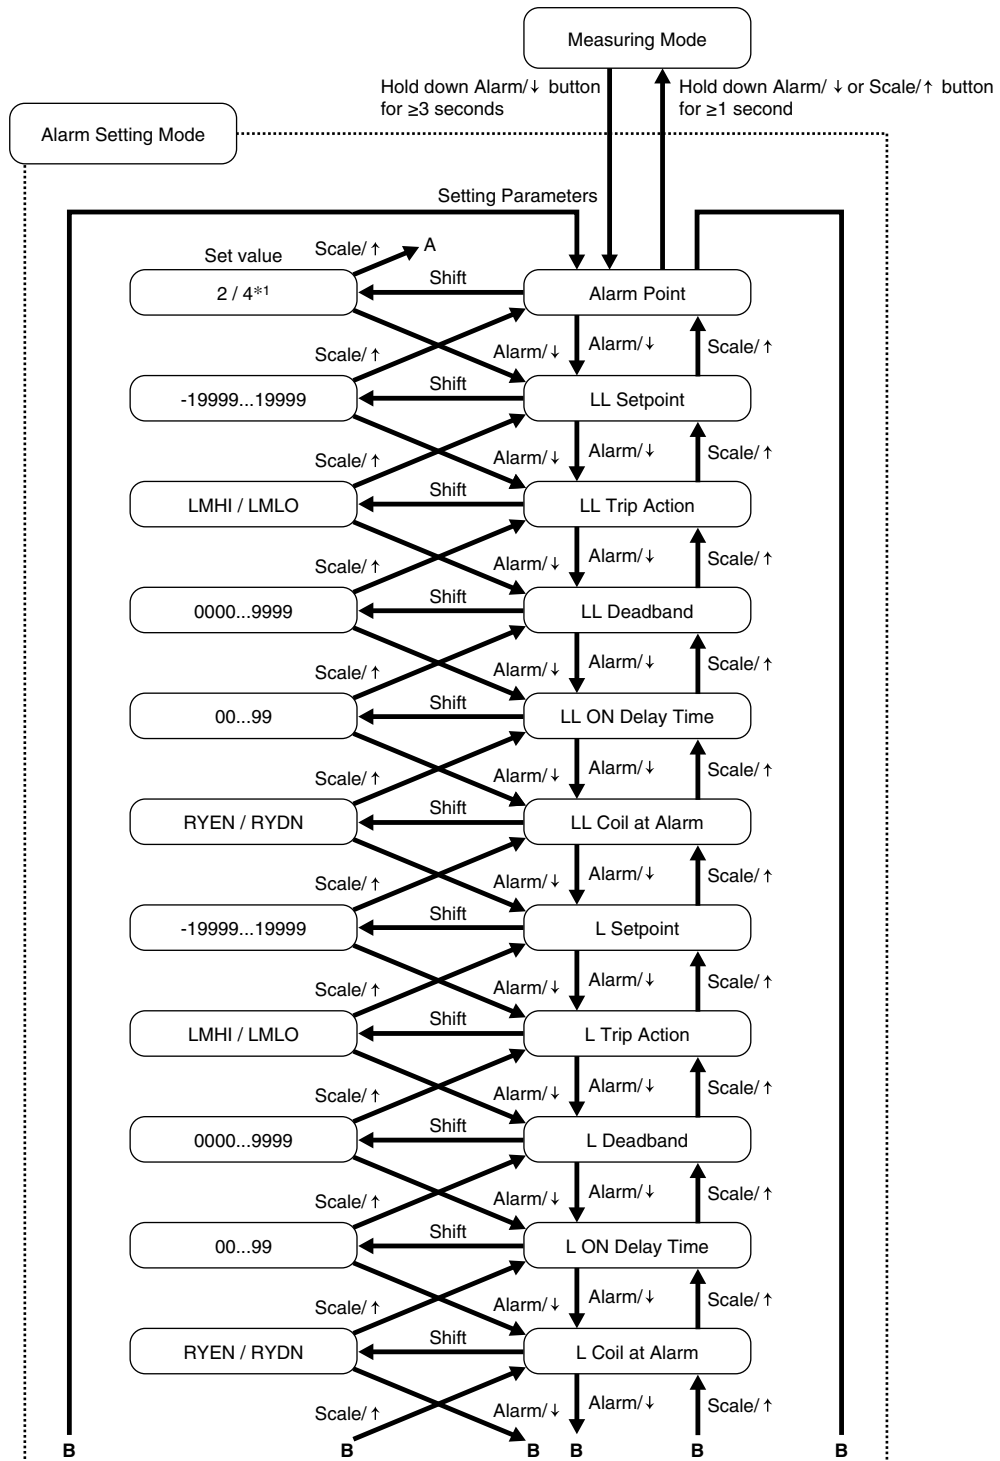 Measuring Mode
Hold down Alarm/↓ button
for ≥3 seconds
Hold down Alarm/ ↓ or Scale/↑ button
for ≥1 second
Alarm Setting Mode
Setting Parameters
Set value
Scale/ ↑
A
2 / 4*1
Shift
Alarm Point
Scale/ ↑
Alarm/↓
Alarm/↓
Scale/ ↑
-19999...19999
Shift
LL Setpoint
Scale/ ↑
Alarm/↓
Alarm/↓
Scale/ ↑
LMHI / LMLO
Shift
LL Trip Action
Scale/ ↑
Alarm/↓
Alarm/↓
Scale/ ↑
0000...9999
Shift
LL Deadband
Scale/ ↑
Alarm/↓
Alarm/↓
Scale/ ↑
00...99
Shift
LL ON Delay Time
Scale/ ↑
Alarm/↓
Alarm/↓
Scale/ ↑
RYEN / RYDN
Shift
LL Coil at Alarm
Scale/ ↑
Alarm/↓
Alarm/↓
Scale/ ↑
-19999...19999
Shift
L Setpoint
Scale/ ↑
Alarm/↓
Alarm/↓
Scale/ ↑
LMHI / LMLO
Shift
L Trip Action
Scale/ ↑
Alarm/↓
Alarm/↓
Scale/ ↑
0000...9999
Shift
L Deadband
Scale/ ↑
Alarm/↓
Alarm/↓
Scale/ ↑
00...99
Shift
L ON Delay Time
Scale/ ↑
Alarm/↓
Alarm/↓
Scale/ ↑
RYEN / RYDN
Shift
L Coil at Alarm
Scale/ ↑
Alarm/↓
Alarm/↓
Scale/ ↑
B
B
B
B
B
B